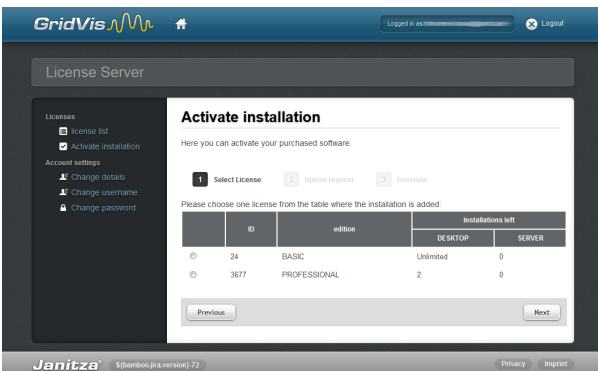 GridVis
Logged in as
Logout
License Server
Licenses
license list
Activate installation
Account settings
Change details
Change username
Change password
Activate installation
Here you can activate your purchased software.
1 Select License 2 Upload request 3 Overview
Please choose one license from the table where the installation is added:
ID edition Installations left
DESKTOP SERVER
24 BASIC Unlimited 0
3677 PROFESSIONAL 2 0
Previous Next
Janitza® ${bamboo.jira.version}-72 Privacy Imprint